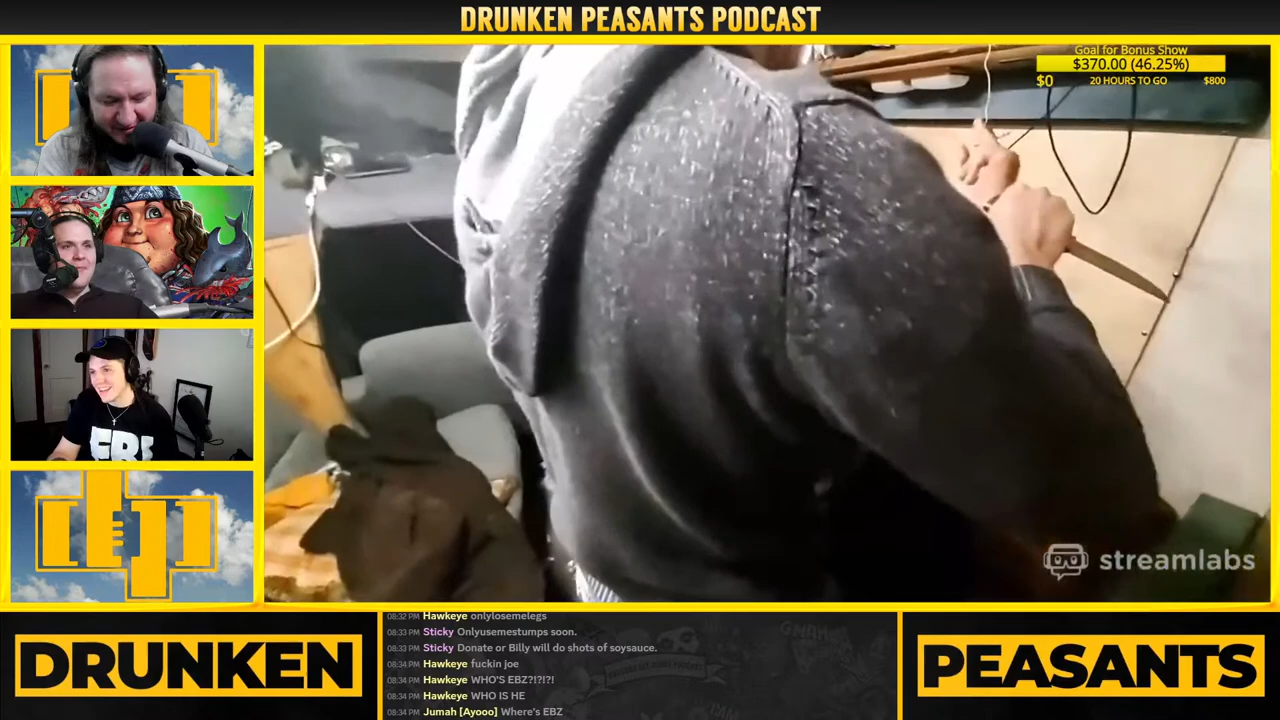 DRUNKEN PEASANTS PODCAST
Goal for Bonus Show
$370.00 (46.25%)
$0 20 HOURS TO GO $800
streamlabs
08:32 PM Hawkeye onlylosemelegs
08:33 PM Sticky Onlyusemestumps soon.
08:33 PM Sticky Donate or Billy will do shots of soysauce.
08:34 PM Hawkeye fuckin joe
08:34 PM Hawkeye WHO'S EBZ?!?!?!
08:34 PM Hawkeye WHO IS HE
08:34 PM Jumah [Ayooo] Where's EBZ
DRUNKEN
PEASANTS